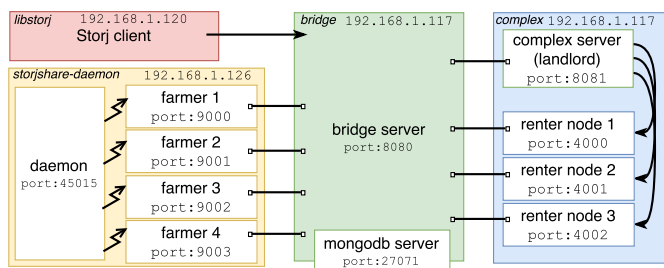 libstorj 192.168.1.120
Storj client
storjshare-daemon 192.168.1.126
daemon
port:45015
farmer 1
port:9000
farmer 2
port:9001
farmer 3
port:9002
farmer 4
port:9003
bridge 192.168.1.117
bridge server
port:8080
mongodb server
port:27071
complex 192.168.1.117
complex server
(landlord)
port:8081
renter node 1
port:4000
renter node 2
port:4001
renter node 3
port:4002